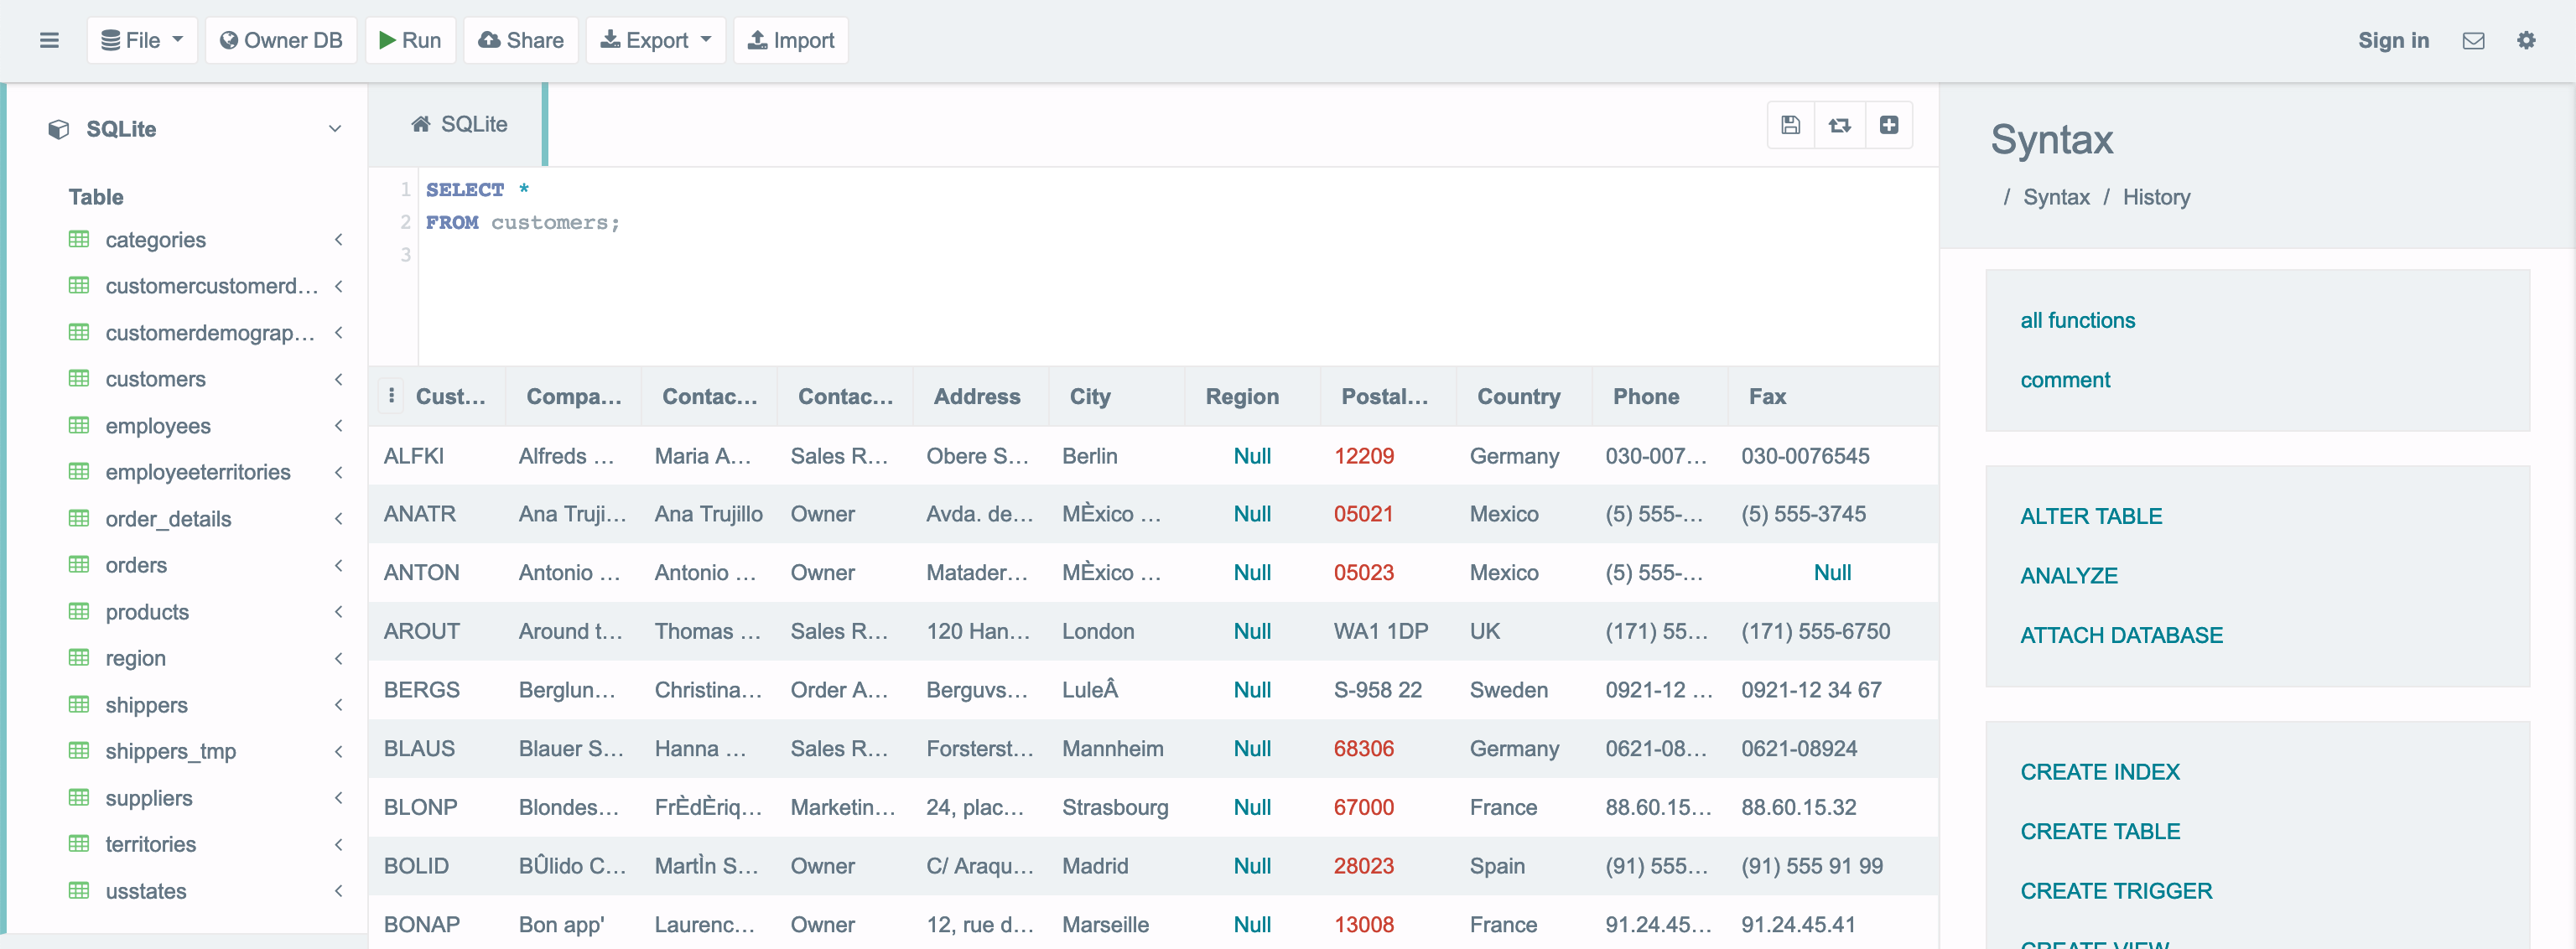 File Owner DB Run Share Export Import Sign in
SQLite
Table
categories
customercustomerd...
customerdemograp...
customers
employees
employeeterritories
order_details
orders
products
region
shippers
shippers_tmp
suppliers
territories
usstates
SQLite
1 SELECT *
2 FROM customers;
3
Cust... Compa... Contac... Contac... Address City Region Postal... Country Phone Fax
ALFKI Alfreds ... Maria A... Sales R... Obere S... Berlin Null 12209 Germany 030-007... 030-0076545
ANATR Ana Truji... Ana Trujillo Owner Avda. de... MÈxico ... Null 05021 Mexico (5) 555-... (5) 555-3745
ANTON Antonio ... Antonio ... Owner Matader... MÈxico ... Null 05023 Mexico (5) 555-... Null
AROUT Around t... Thomas ... Sales R... 120 Han... London Null WA1 1DP UK (171) 55... (171) 555-6750
BERGS Berglun... Christina... Order A... Berguvs... LuleÂ Null S-958 22 Sweden 0921-12 ... 0921-12 34 67
BLAUS Blauer S... Hanna ... Sales R... Forsterst... Mannheim Null 68306 Germany 0621-08... 0621-08924
BLONP Blondes... FrÈdÈriq... Marketin... 24, plac... Strasbourg Null 67000 France 88.60.15... 88.60.15.32
BOLID BÛlido C... MartÌn S... Owner C/ Araqu... Madrid Null 28023 Spain (91) 555... (91) 555 91 99
BONAP Bon app' Laurenc... Owner 12, rue d... Marseille Null 13008 France 91.24.45... 91.24.45.41
Syntax
/ Syntax / History
all functions
comment
ALTER TABLE
ANALYZE
ATTACH DATABASE
CREATE INDEX
CREATE TABLE
CREATE TRIGGER
CREATE VIEW